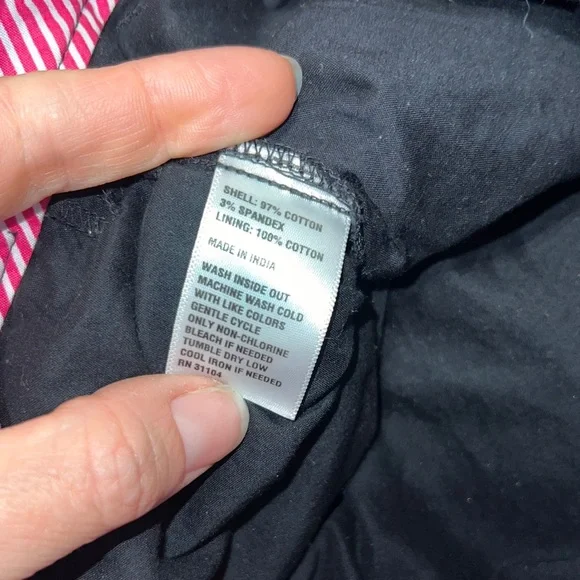 SHELL: 97% COTTON
3% SPANDEX
LINING: 100% COTTON
MADE IN INDIA
WASH INSIDE OUT
MACHINE WASH COLD
WITH LIKE COLORS
GENTLE CYCLE
ONLY NON-CHLORINE
BLEACH IF NEEDED
TUMBLE DRY LOW
COOL IRON IF NEEDED
RN 31104